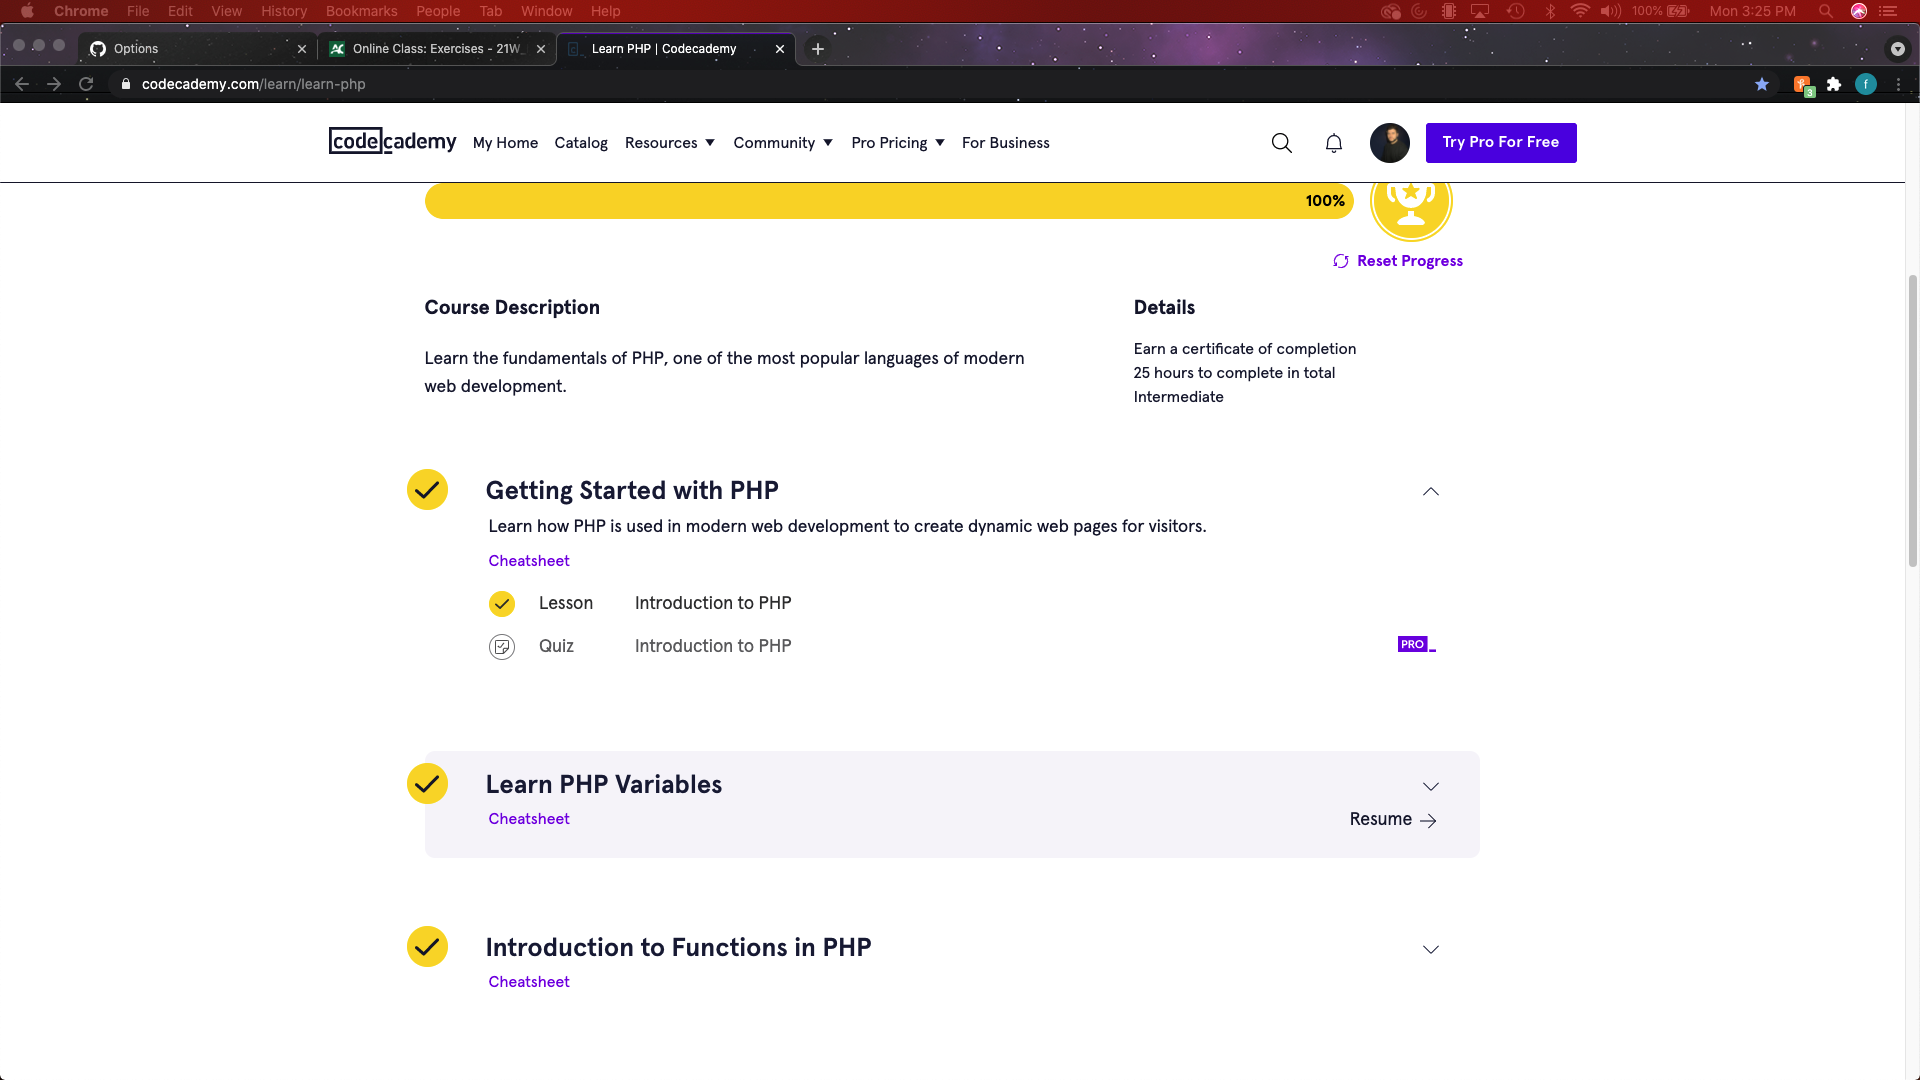 Chrome File Edit View History Bookmarks People Tab Window Help 100% Mon 3:25 PM
Options Online Class: Exercises - 21W_ Learn PHP | Codecademy
codecademy.com/learn/learn-php 3 f
codecademy My Home Catalog Resources Community Pro Pricing For Business Try Pro For Free
100%
Reset Progress
Course Description
Details
Learn the fundamentals of PHP, one of the most popular languages of modern
web development.
Earn a certificate of completion
25 hours to complete in total
Intermediate
Getting Started with PHP
Learn how PHP is used in modern web development to create dynamic web pages for visitors.
Cheatsheet
Lesson Introduction to PHP
Quiz Introduction to PHP PRO
Learn PHP Variables
Cheatsheet Resume
Introduction to Functions in PHP
Cheatsheet